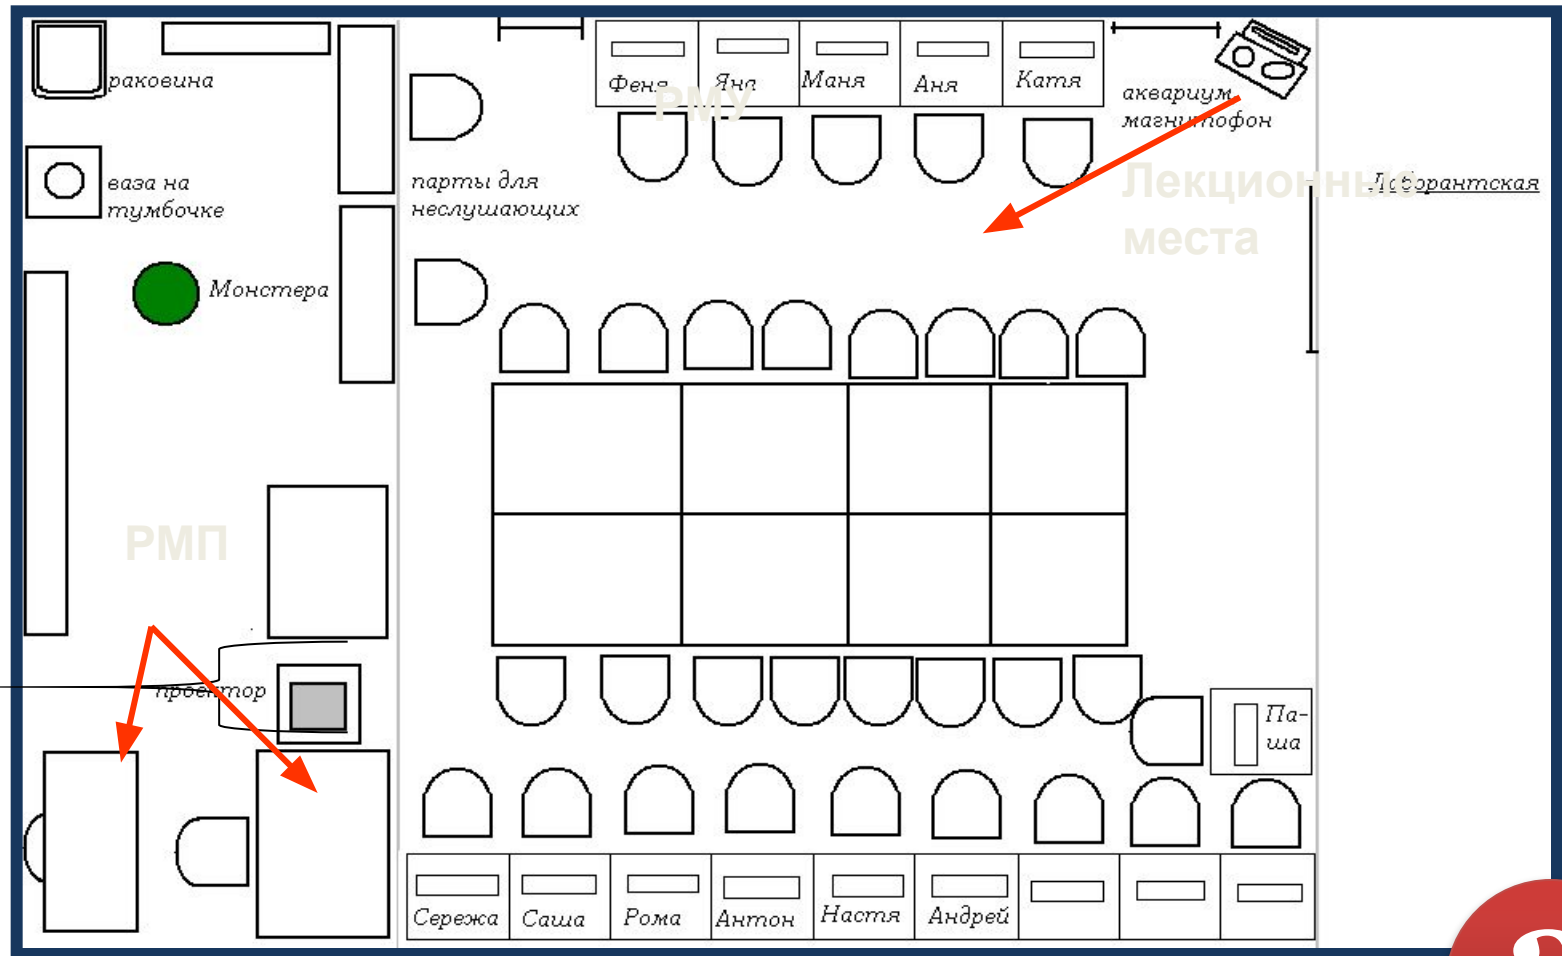 раковина
ваза на
тумбочке
Монстера
РМП
проектор
Феня
Яна
Маня
Аня
Катя
РМУ
аквариум
магнитофон
парты для
неслушающих
Лекционные
места
Лаборантская
Па-
ша
Сережа
Саша
Рома
Антон
Настя
Андрей